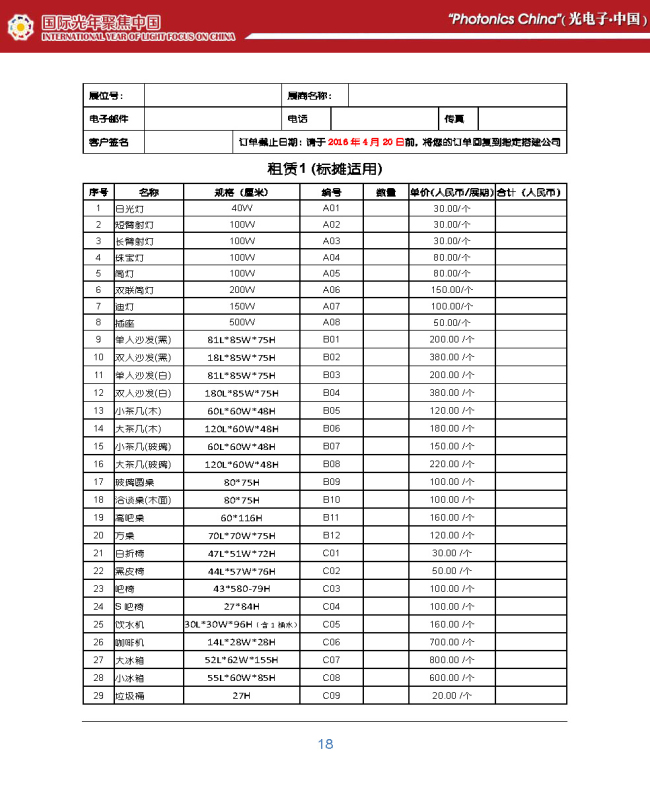 国际光年聚焦中国
INTERNATIONAL YEAR OF LIGHT FOCUS ON CHINA
"Photonics China"(光电子·中国)
展位号： 展商名称：
电子邮件 电话 传真
客户签名 订单截止日期：请于 2016 年 4 月 20 日前，将您的订单回复到指定搭建公司
租赁1 (标摊适用)
序号 名称 规格（厘米） 编号 数量 单价(人民币/展期) 合计（人民币）
1 日光灯 40W A01 30.00/个
2 短臂射灯 100W A02 30.00/个
3 长臂射灯 100W A03 30.00/个
4 珠宝灯 100W A04 80.00/个
5 筒灯 100W A05 80.00/个
6 双联筒灯 200W A06 150.00/个
7 迪灯 150W A07 100.00/个
8 插座 500W A08 50.00/个
9 单人沙发(黑) 81L*85W*75H B01 200.00 /个
10 双人沙发(黑) 18L*85W*75H B02 380.00 /个
11 单人沙发(白) 81L*85W*75H B03 200.00 /个
12 双人沙发(白) 180L*85W*75H B04 380.00 /个
13 小茶几(木) 60L*60W*48H B05 120.00 /个
14 大茶几(木) 120L*60W*48H B06 180.00 /个
15 小茶几(玻璃) 60L*60W*48H B07 150.00 /个
16 大茶几(玻璃) 120L*60W*48H B08 220.00 /个
17 玻璃圆桌 80*75H B09 100.00 /个
18 洽谈桌(木面) 80*75H B10 100.00 /个
19 高吧桌 60*116H B11 160.00 /个
20 方桌 70L*70W*75H B12 120.00 /个
21 白折椅 47L*51W*72H C01 30.00 /个
22 黑皮椅 44L*57W*76H C02 50.00 /个
23 吧椅 43*580-79H C03 100.00 /个
24 S 吧椅 27*84H C04 100.00 /个
25 饮水机 30L*30W*96H（含 1 桶水） C05 160.00 /个
26 咖啡机 14L*28W*28H C06 700.00 /个
27 大冰箱 52L*62W*155H C07 800.00 /个
28 小冰箱 55L*60W*85H C08 600.00 /个
29 垃圾桶 27H C09 20.00 /个
18